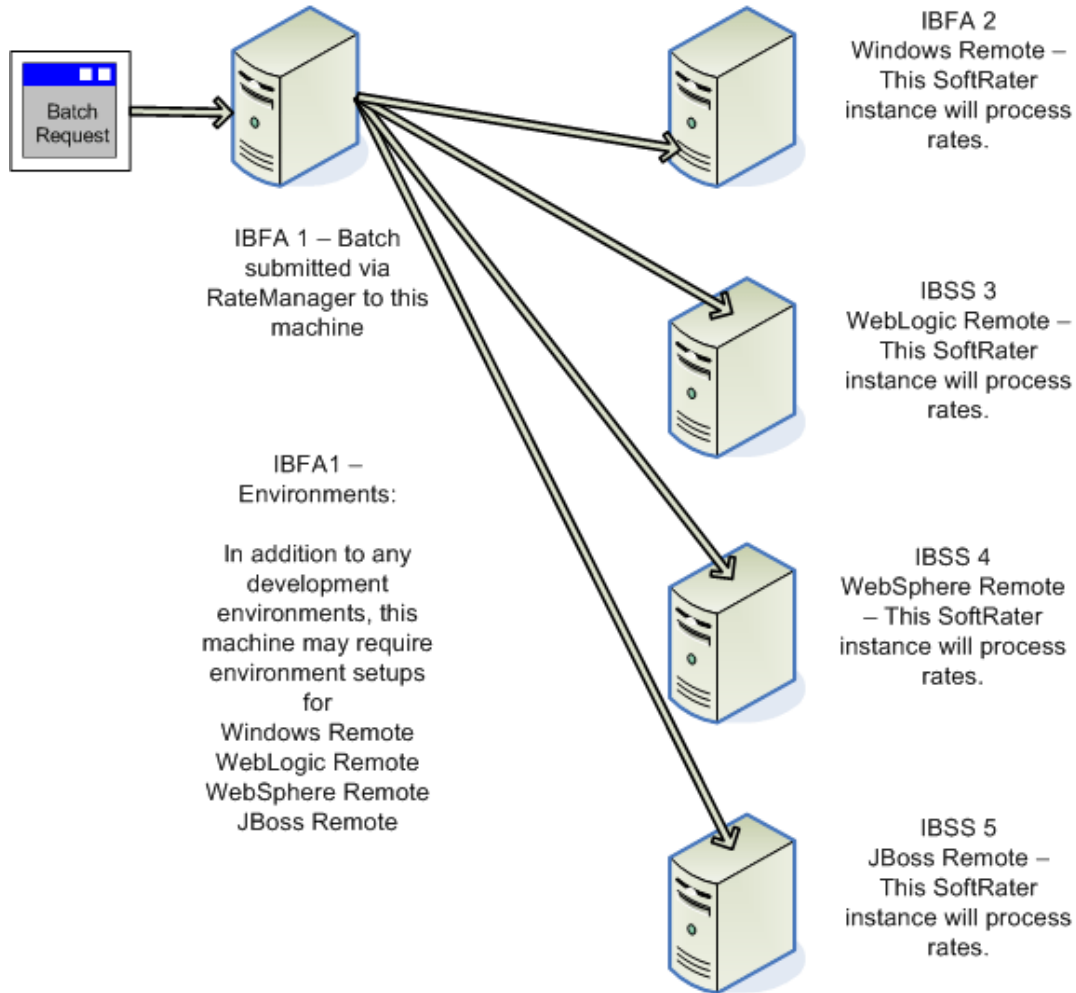 Batch
Request
IBFA 1 – Batch
submitted via
RateManager to this
machine
IBFA1 –
Environments:
In addition to any
development
environments, this
machine may require
environment setups
for
Windows Remote
WebLogic Remote
WebSphere Remote
JBoss Remote
IBFA 2
Windows Remote –
This SoftRater
instance will process
rates.
IBSS 3
WebLogic Remote –
This SoftRater
instance will process
rates.
IBSS 4
WebSphere Remote
– This SoftRater
instance will process
rates.
IBSS 5
JBoss Remote –
This SoftRater
instance will process
rates.